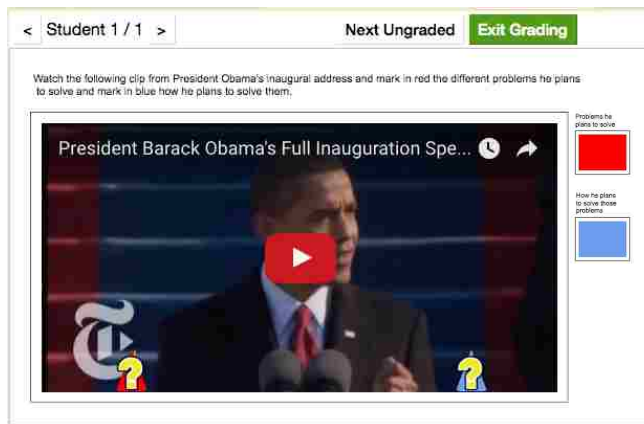 < Student 1 / 1 >
Next Ungraded
Exit Grading
Watch the following clip from President Obama's inaugural address and mark in red the different problems he plans
to solve and mark in blue how he plans to solve them.
President Barack Obama's Full Inauguration Spe...
Problems he
plans to solve
How he plans
to solve those
problems
T
?
?